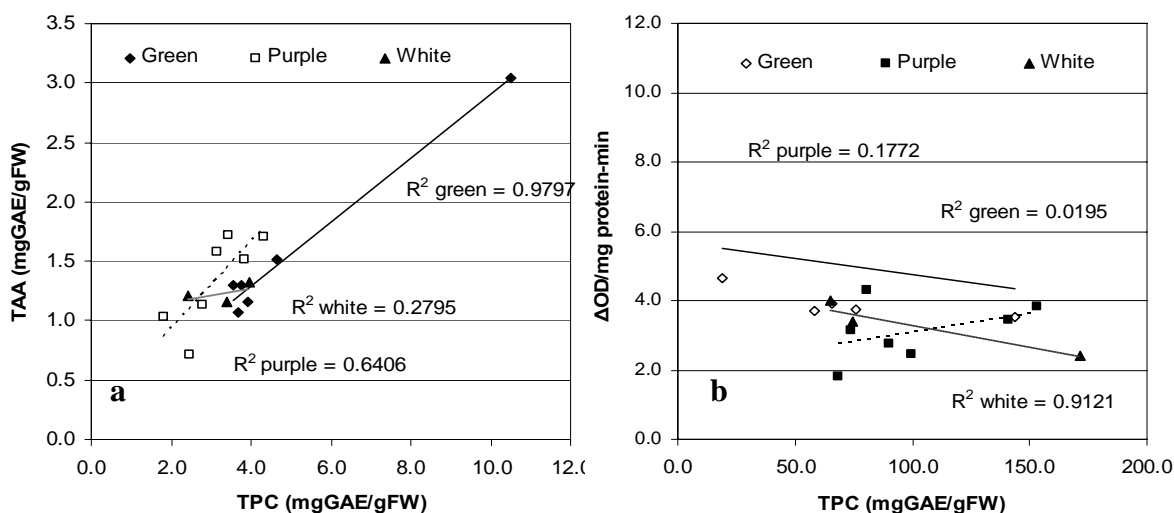 3.5
3.0
2.5
2.0
1.5
1.0
0.5
0.0
TAA (mgGAE/gFW)
Green Purple White
R² green = 0.9797
R² white = 0.2795
R² purple = 0.6406
a
0.0 2.0 4.0 6.0 8.0 10.0 12.0
TPC (mgGAE/gFW)
12.0
10.0
8.0
6.0
4.0
2.0
0.0
ΔOD/mg protein-min
Green Purple White
R² purple = 0.1772
R² green = 0.0195
R² white = 0.9121
b
0.0 50.0 100.0 150.0 200.0
TPC (mgGAE/gFW)